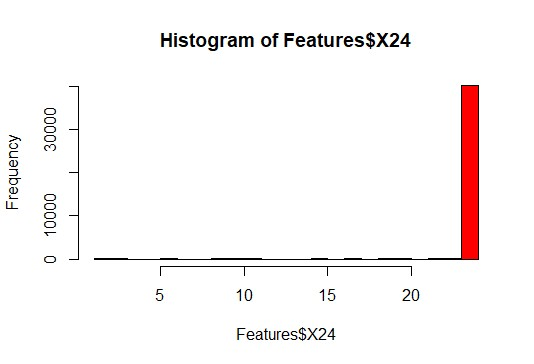 Histogram of Features$X24
Frequency
30000
10000
0
5 10 15 20
Features$X24